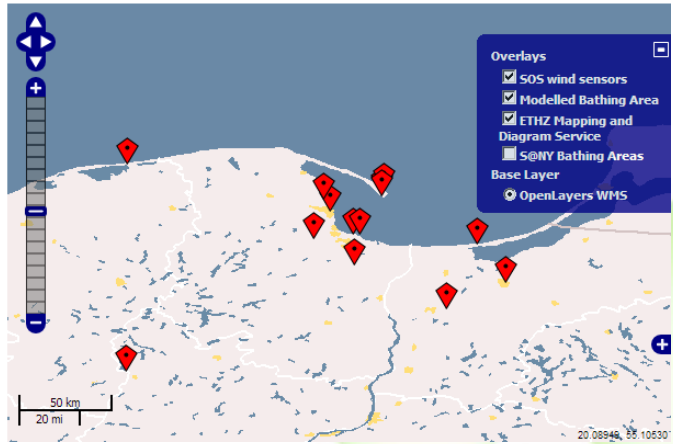 Overlays
SOS wind sensors
Modelled Bathing Area
ETHZ Mapping and
Diagram Service
S@NY Bathing Areas
Base Layer
OpenLayers WMS
50 km
20 mi
20.08949, 55.10530